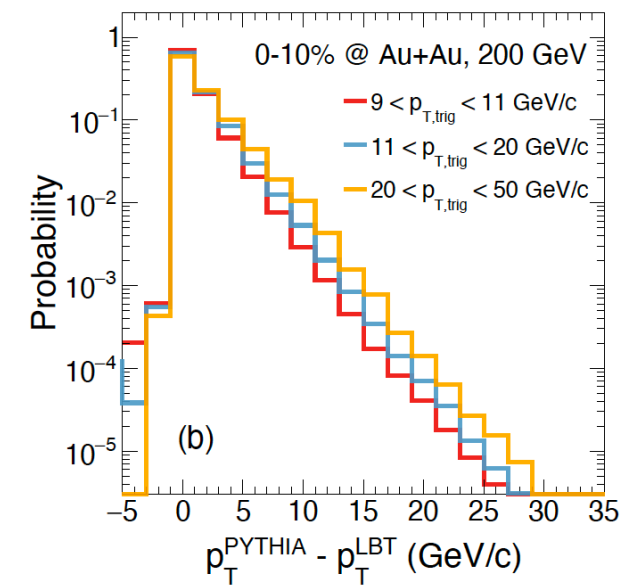 0-10% @ Au+Au, 200 GeV
9 < p_T,trig < 11 GeV/c
11 < p_T,trig < 20 GeV/c
20 < p_T,trig < 50 GeV/c
Probability
1
10^−1
10^−2
10^−3
10^−4
10^−5
(b)
−5 0 5 10 15 20 25 30 35
p_T^PYTHIA - p_T^LBT (GeV/c)